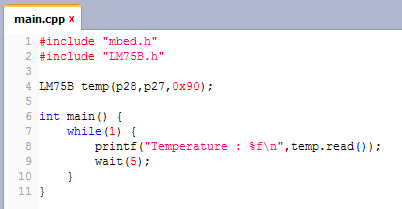 main.cpp x
1 #include "mbed.h"
2 #include "LM75B.h"
3
4 LM75B temp(p28,p27,0x90);
5
6 int main() {
7     while(1) {
8         printf("Temperature : %f\n",temp.read());
9         wait(5);
10     }
11 }